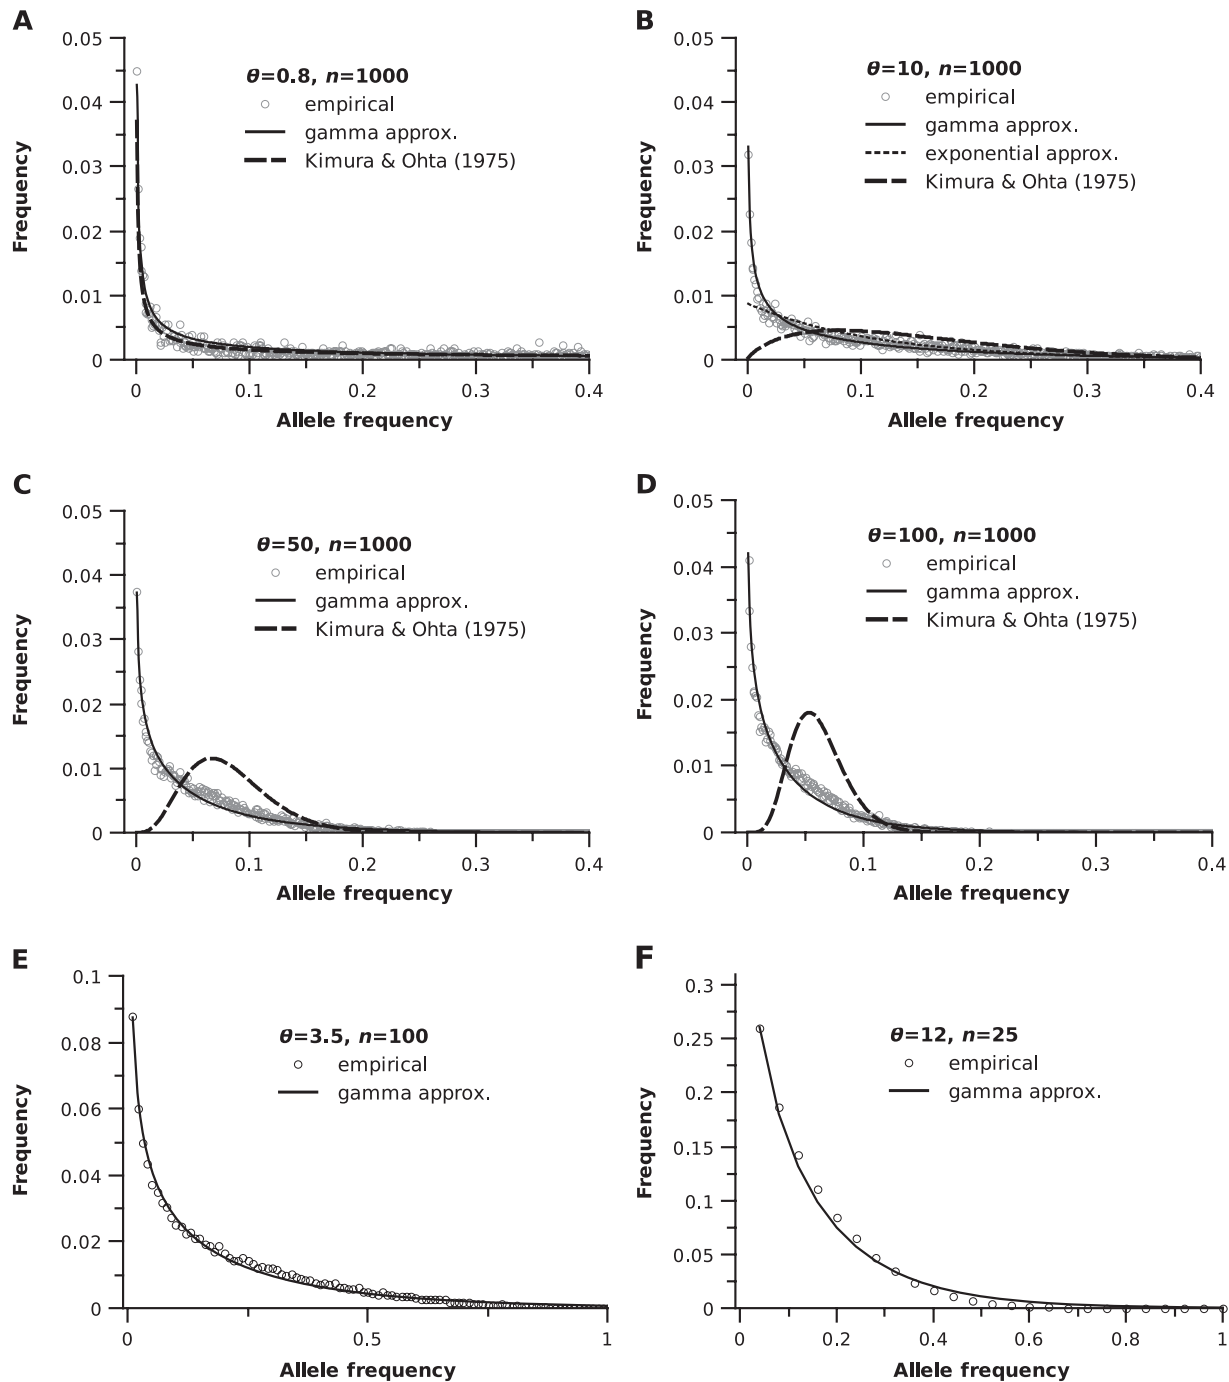 A
0.05
0.04
0.03
0.02
0.01
0
Frequency
θ=0.8, n=1000
empirical
gamma approx.
Kimura & Ohta (1975)
0
0.1
0.2
0.3
0.4
Allele frequency
B
0.05
0.04
0.03
0.02
0.01
0
Frequency
θ=10, n=1000
empirical
gamma approx.
exponential approx.
Kimura & Ohta (1975)
0
0.1
0.2
0.3
0.4
Allele frequency
C
0.05
0.04
0.03
0.02
0.01
0
Frequency
θ=50, n=1000
empirical
gamma approx.
Kimura & Ohta (1975)
0
0.1
0.2
0.3
0.4
Allele frequency
D
0.05
0.04
0.03
0.02
0.01
0
Frequency
θ=100, n=1000
empirical
gamma approx.
Kimura & Ohta (1975)
0
0.1
0.2
0.3
0.4
Allele frequency
E
0.1
0.08
0.06
0.04
0.02
0
Frequency
θ=3.5, n=100
empirical
gamma approx.
0
0.5
1
Allele frequency
F
0.3
0.25
0.2
0.15
0.1
0.05
0
Frequency
θ=12, n=25
empirical
gamma approx.
0
0.2
0.4
0.6
0.8
1
Allele frequency